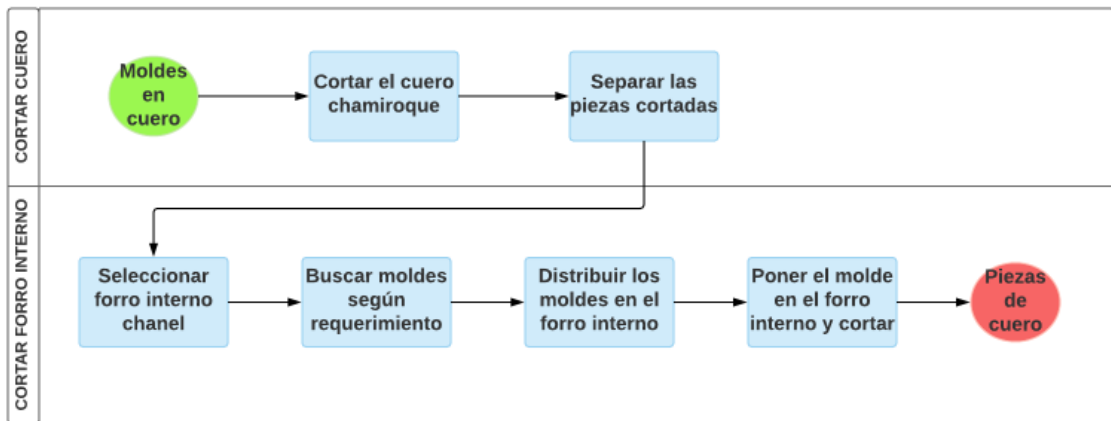 CORTAR CUERO
Moldes
en
cuero
Cortar el cuero
chamiroque
Separar las
piezas cortadas
CORTAR FORRO INTERNO
Seleccionar
forro interno
chanel
Buscar moldes
según
requerimiento
Distribuir los
moldes en el
forro interno
Poner el molde
en el forro
interno y cortar
Piezas
de
cuero